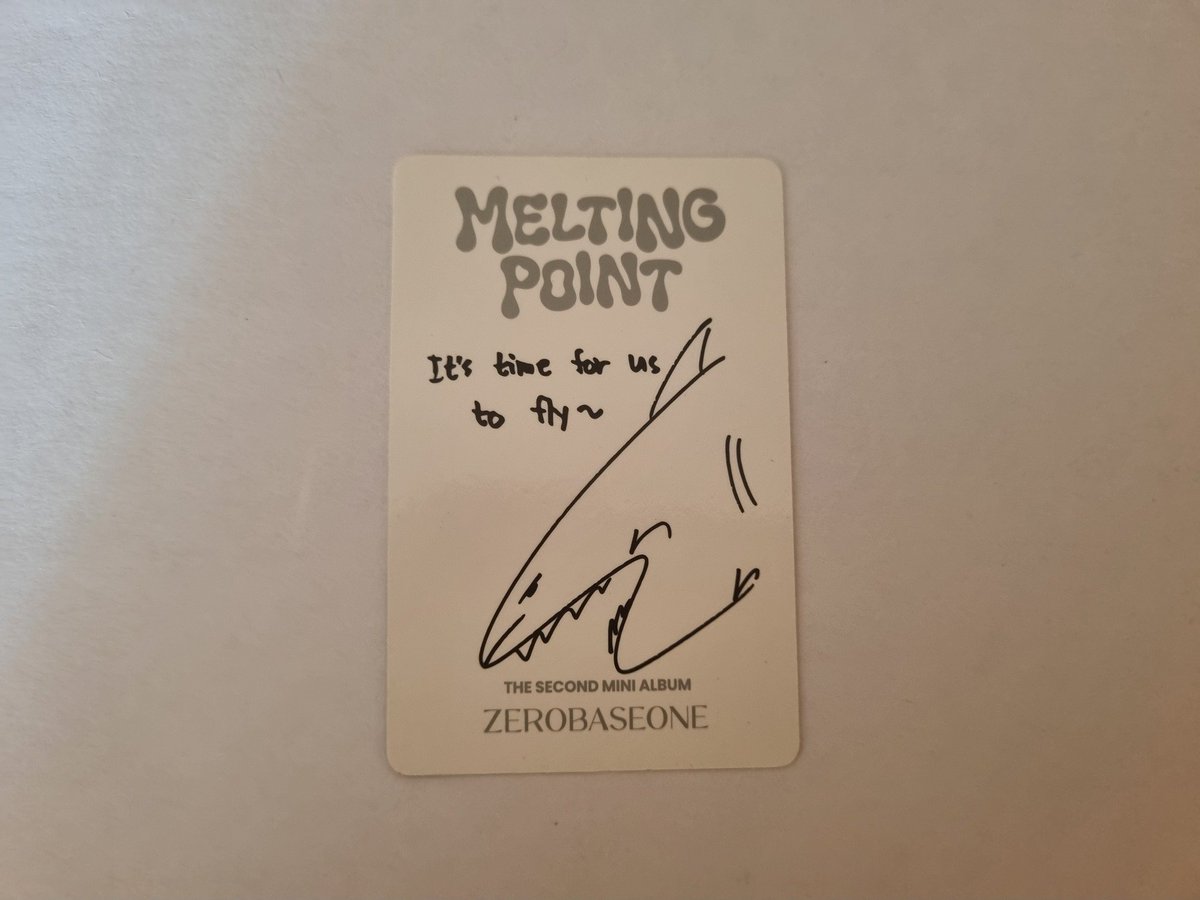 MELTING
POINT
It's time for us
to fly~
THE SECOND MINI ALBUM
ZEROBASEONE